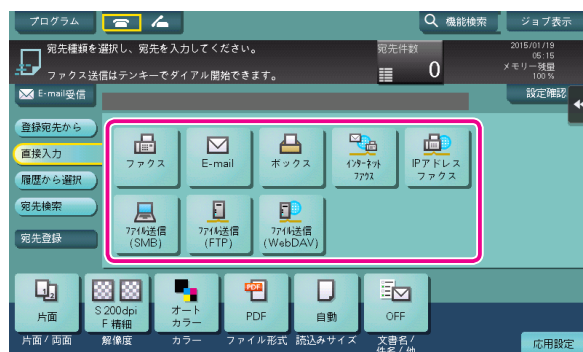 プログラム
機能検索
ジョブ表示
宛先種類を選択し、宛先を入力してください。
ファクス送信はテンキーでダイアル開始できます。
宛先件数
0
2015/01/19
05:15
メモリー残量
100 %
E-mail受信
設定確認
登録宛先から
直接入力
履歴から選択
宛先検索
宛先登録
ファクス
E-mail
ボックス
インターネット
ファクス
IPアドレス
ファクス
ファイル送信
(SMB)
ファイル送信
(FTP)
ファイル送信
(WebDAV)
片面
S 200dpi
F 精細
オート
カラー
PDF
PDF
自動
OFF
片面 / 両面
解像度
カラー
ファイル形式
読込みサイズ
文書名 /
件名 / 他
応用設定